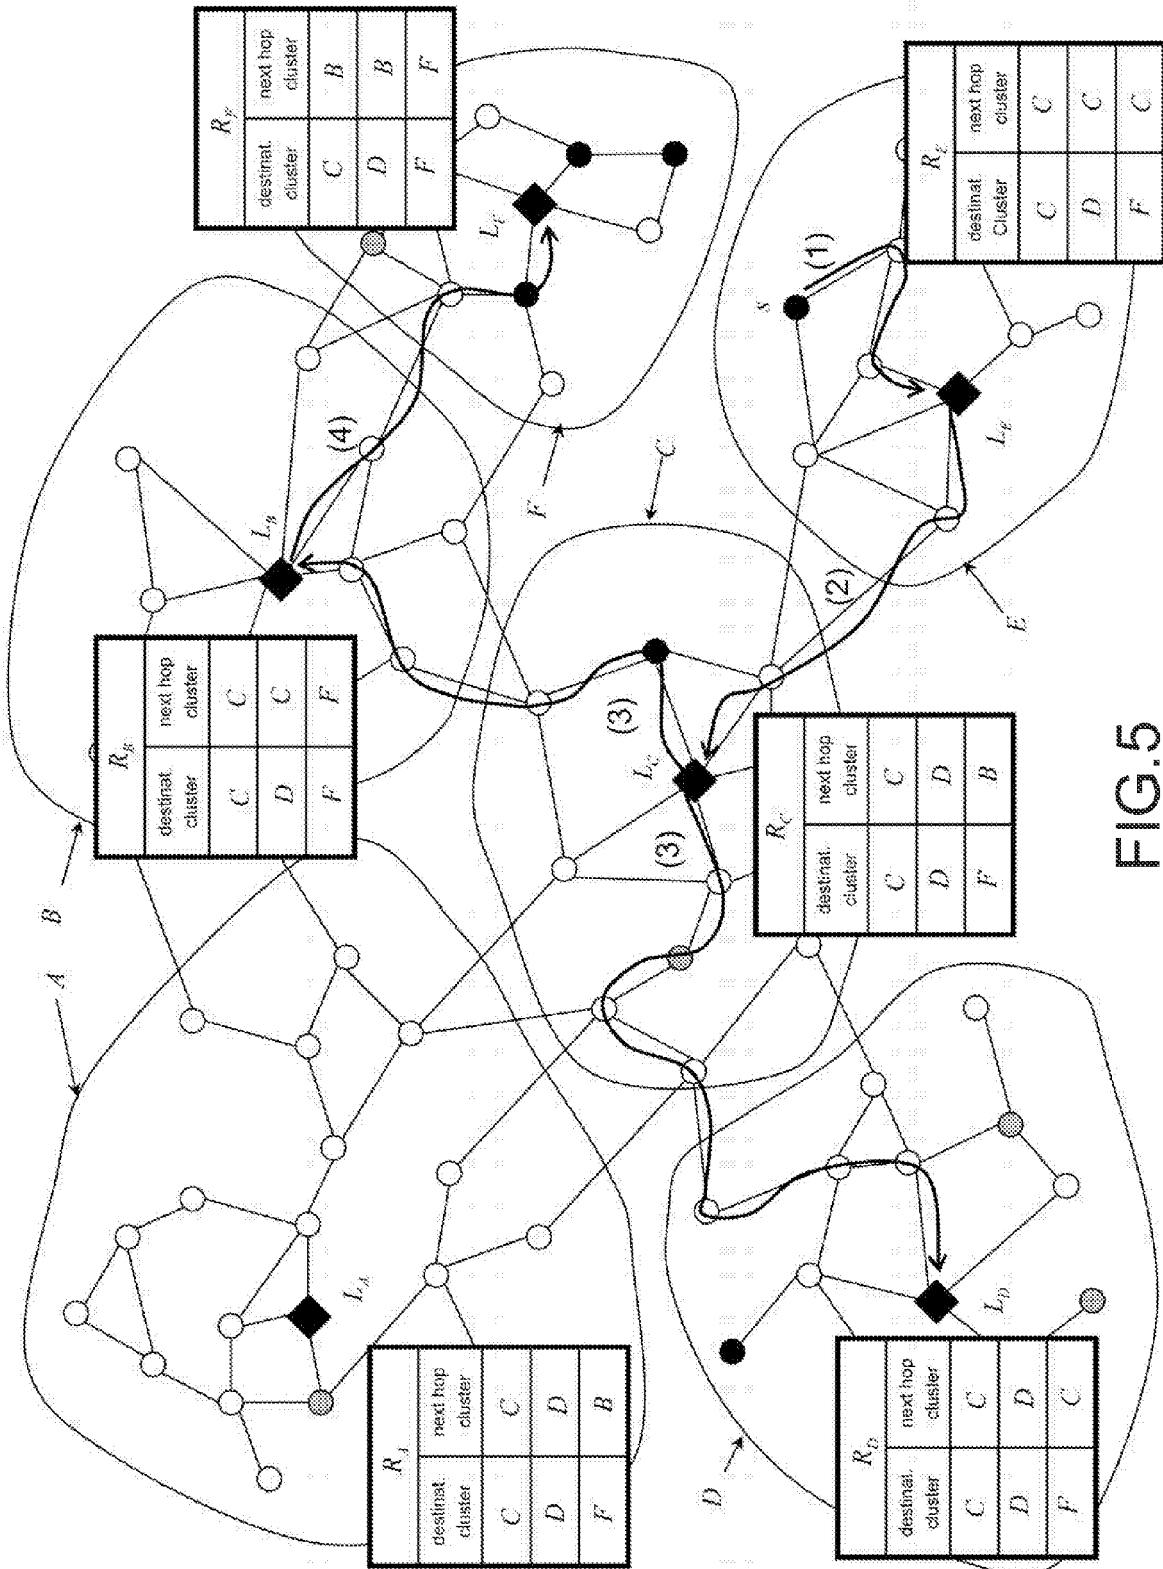 B
A
R_B
destinat. cluster next hop cluster
C C
D C
F F
R_F
destinat. cluster next hop cluster
C B
D B
F F
L_B
(4)
L_A
R_A
destinat. cluster next hop cluster
C C
D D
F B
L_F
F
(3)
L_C
C
(3)
D
s
(1)
(2)
R_C
destinat. cluster next hop cluster
C C
D D
F B
R_D
destinat. cluster next hop cluster
C C
D D
F C
R_E
destinat. Cluster next hop cluster
C C
D C
F C
L_D
L_E
E
FIG.5